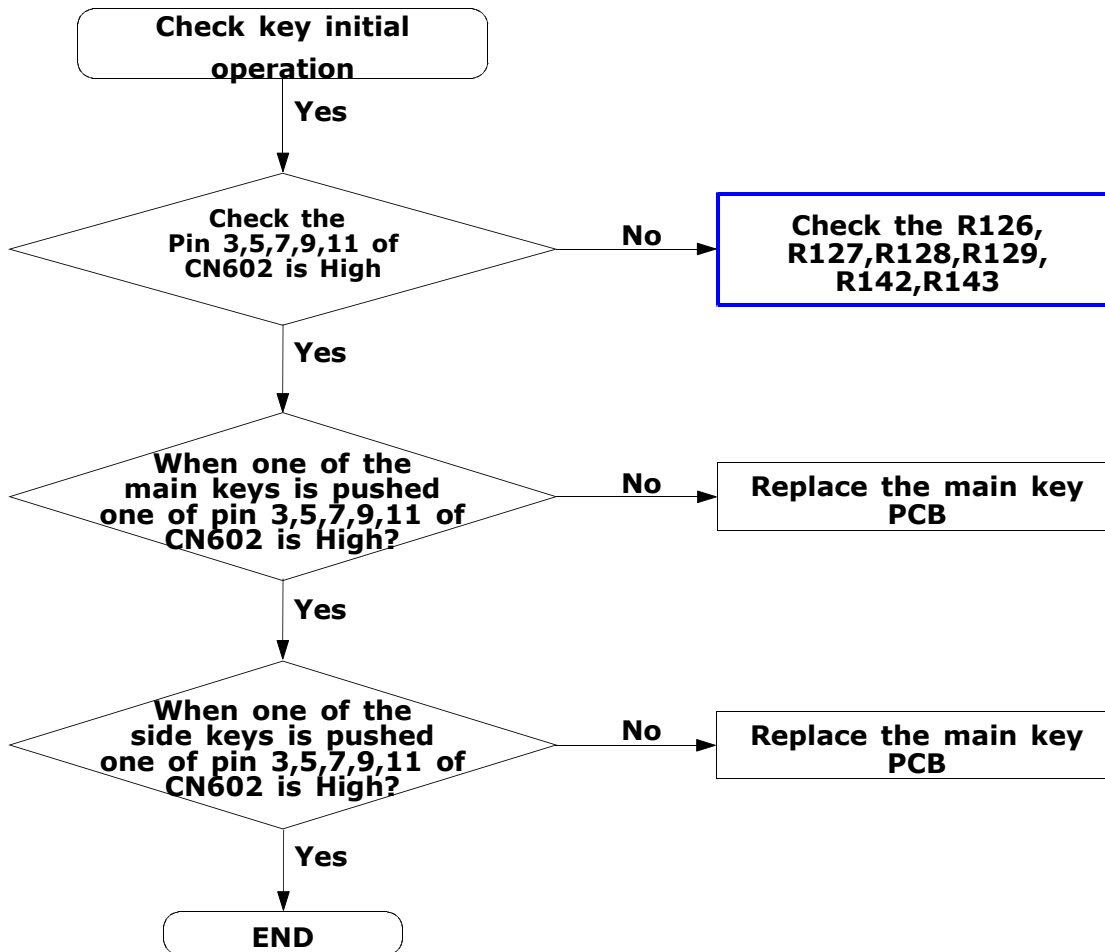 Check key initial
operation
Yes
Check the
Pin 3,5,7,9,11 of
CN602 is High
No
Check the R126,
R127,R128,R129,
R142,R143
Yes
When one of the
main keys is pushed
one of pin 3,5,7,9,11 of
CN602 is High?
No
Replace the main key
PCB
Yes
When one of the
side keys is pushed
one of pin 3,5,7,9,11 of
CN602 is High?
No
Replace the main key
PCB
Yes
END